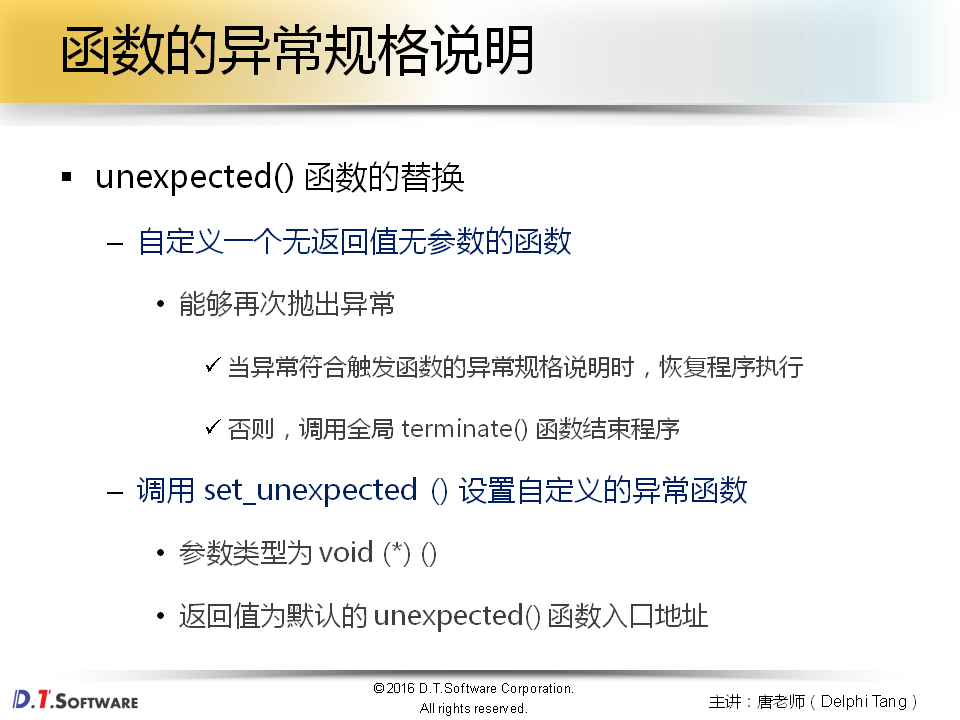 函数的异常规格说明
▪ unexpected() 函数的替换
– 自定义一个无返回值无参数的函数
• 能够再次抛出异常
✓ 当异常符合触发函数的异常规格说明时，恢复程序执行
✓ 否则，调用全局 terminate() 函数结束程序
– 调用 set_unexpected () 设置自定义的异常函数
• 参数类型为 void (*) ()
• 返回值为默认的 unexpected() 函数入口地址
D.T.SOFTWARE
©2016 D.T.Software Corporation.
All rights reserved.
主讲：唐老师（Delphi Tang）